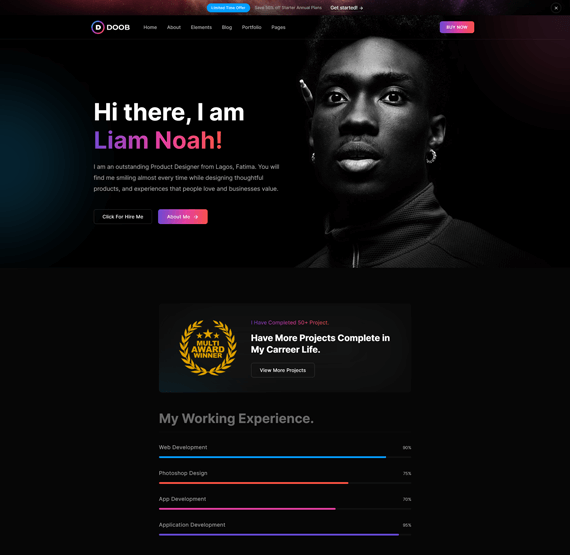 Limited Time Offer Save 50% off Starter Annual Plans Get started!
D DOOB Home About Elements Blog Portfolio Pages BUY NOW
Hi there, I am
Liam Noah!
I am an outstanding Product Designer from Lagos, Fatima. You will
find me smiling almost every time while designing thoughtful
products, and experiences that people love and businesses value.
Click For Hire Me About Me
MULTI
AWARD
WINNER
I Have Completed 50+ Project.
Have More Projects Complete in
My Carreer Life.
View More Projects
My Working Experience.
Web Development 90%
Photoshop Design 75%
App Development 70%
Application Development 95%